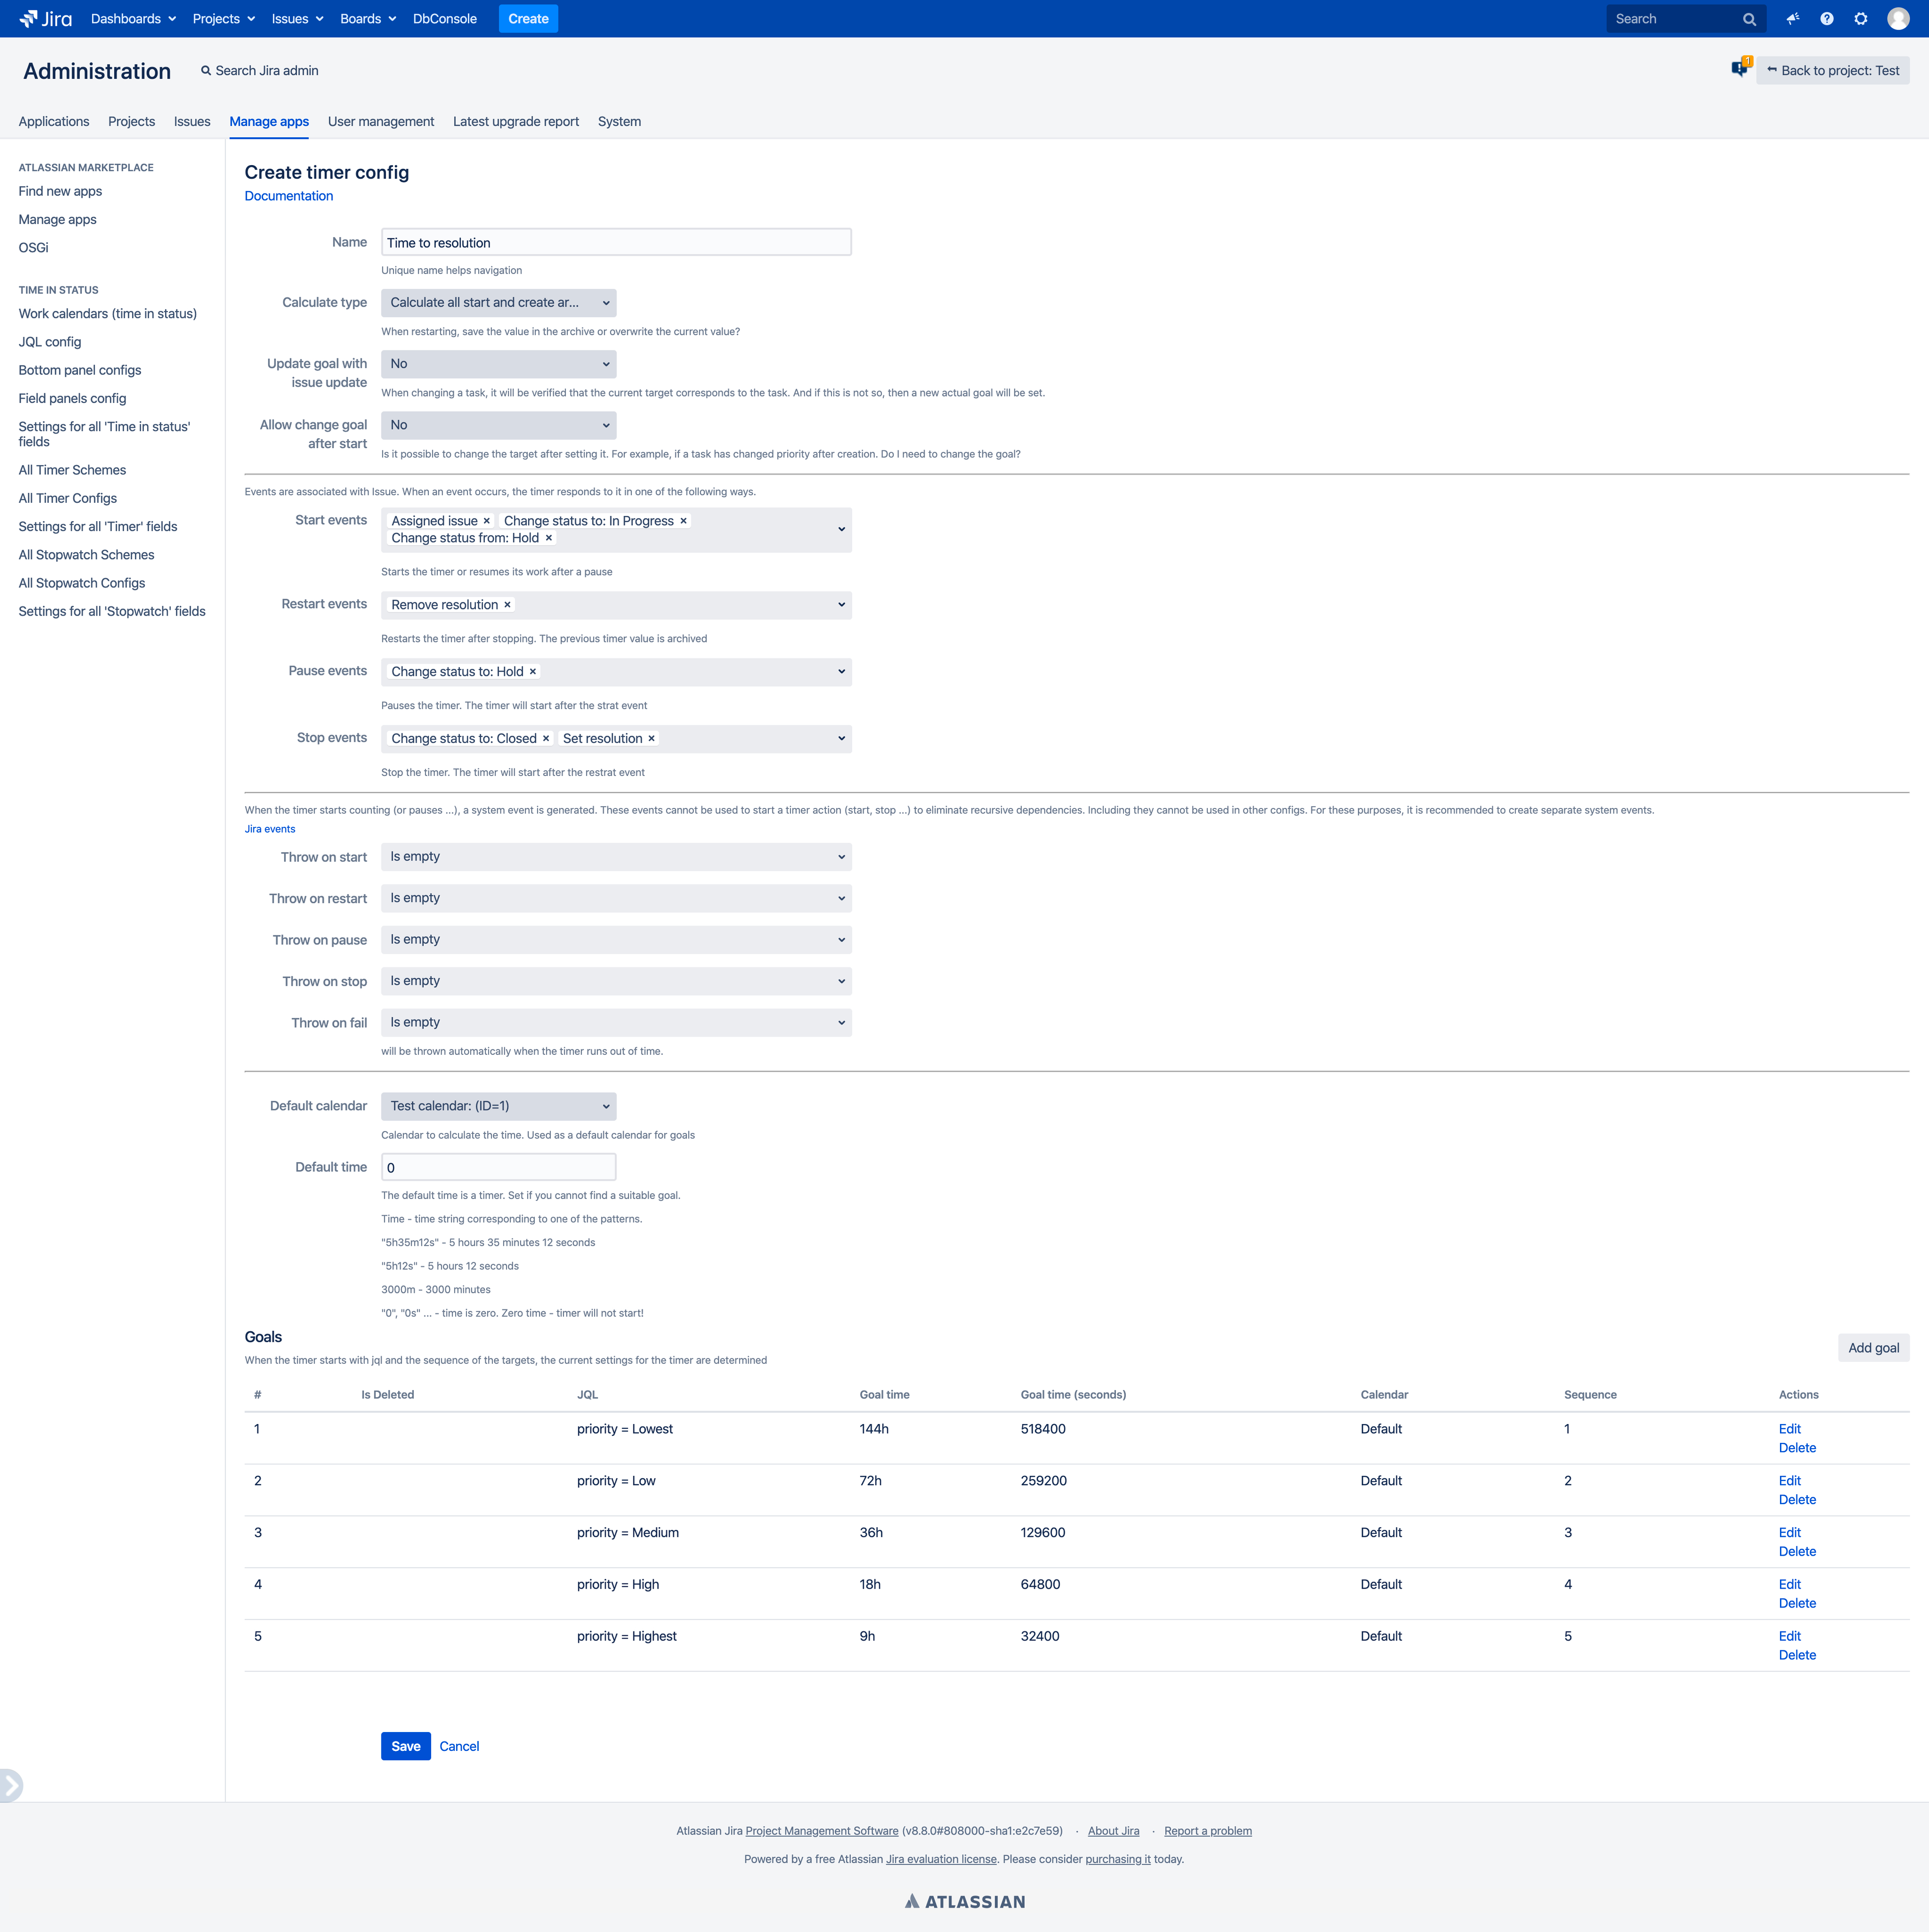 Jira Dashboards Projects Issues Boards DbConsole Create Search
Administration Search Jira admin 1 Back to project: Test
Applications Projects Issues Manage apps User management Latest upgrade report System
ATLASSIAN MARKETPLACE
Find new apps
Manage apps
OSGi
TIME IN STATUS
Work calendars (time in status)
JQL config
Bottom panel configs
Field panels config
Settings for all 'Time in status'
fields
All Timer Schemes
All Timer Configs
Settings for all 'Timer' fields
All Stopwatch Schemes
All Stopwatch Configs
Settings for all 'Stopwatch' fields
Create timer config
Documentation
Name Time to resolution
Unique name helps navigation
Calculate type Calculate all start and create ar...
When restarting, save the value in the archive or overwrite the current value?
Update goal with No
issue update
When changing a task, it will be verified that the current target corresponds to the task. And if this is not so, then a new actual goal will be set.
Allow change goal No
after start
Is it possible to change the target after setting it. For example, if a task has changed priority after creation. Do I need to change the goal?
Events are associated with Issue. When an event occurs, the timer responds to it in one of the following ways.
Start events Assigned issue × Change status to: In Progress ×
Change status from: Hold ×
Starts the timer or resumes its work after a pause
Restart events Remove resolution ×
Restarts the timer after stopping. The previous timer value is archived
Pause events Change status to: Hold ×
Pauses the timer. The timer will start after the strat event
Stop events Change status to: Closed × Set resolution ×
Stop the timer. The timer will start after the restrat event
When the timer starts counting (or pauses ...), a system event is generated. These events cannot be used to start a timer action (start, stop ...) to eliminate recursive dependencies. Including they cannot be used in other configs. For these purposes, it is recommended to create separate system events.
Jira events
Throw on start Is empty
Throw on restart Is empty
Throw on pause Is empty
Throw on stop Is empty
Throw on fail Is empty
will be thrown automatically when the timer runs out of time.
Default calendar Test calendar: (ID=1)
Calendar to calculate the time. Used as a default calendar for goals
Default time 0
The default time is a timer. Set if you cannot find a suitable goal.
Time - time string corresponding to one of the patterns.
"5h35m12s" - 5 hours 35 minutes 12 seconds
"5h12s" - 5 hours 12 seconds
3000m - 3000 minutes
"0", "0s" ... - time is zero. Zero time - timer will not start!
Goals
Add goal
When the timer starts with jql and the sequence of the targets, the current settings for the timer are determined
# Is Deleted JQL Goal time Goal time (seconds) Calendar Sequence Actions
1 priority = Lowest 144h 518400 Default 1 Edit
Delete
2 priority = Low 72h 259200 Default 2 Edit
Delete
3 priority = Medium 36h 129600 Default 3 Edit
Delete
4 priority = High 18h 64800 Default 4 Edit
Delete
5 priority = Highest 9h 32400 Default 5 Edit
Delete
Save Cancel
Atlassian Jira Project Management Software (v8.8.0#808000-sha1:e2c7e59) · About Jira · Report a problem
Powered by a free Atlassian Jira evaluation license. Please consider purchasing it today.
ATLASSIAN